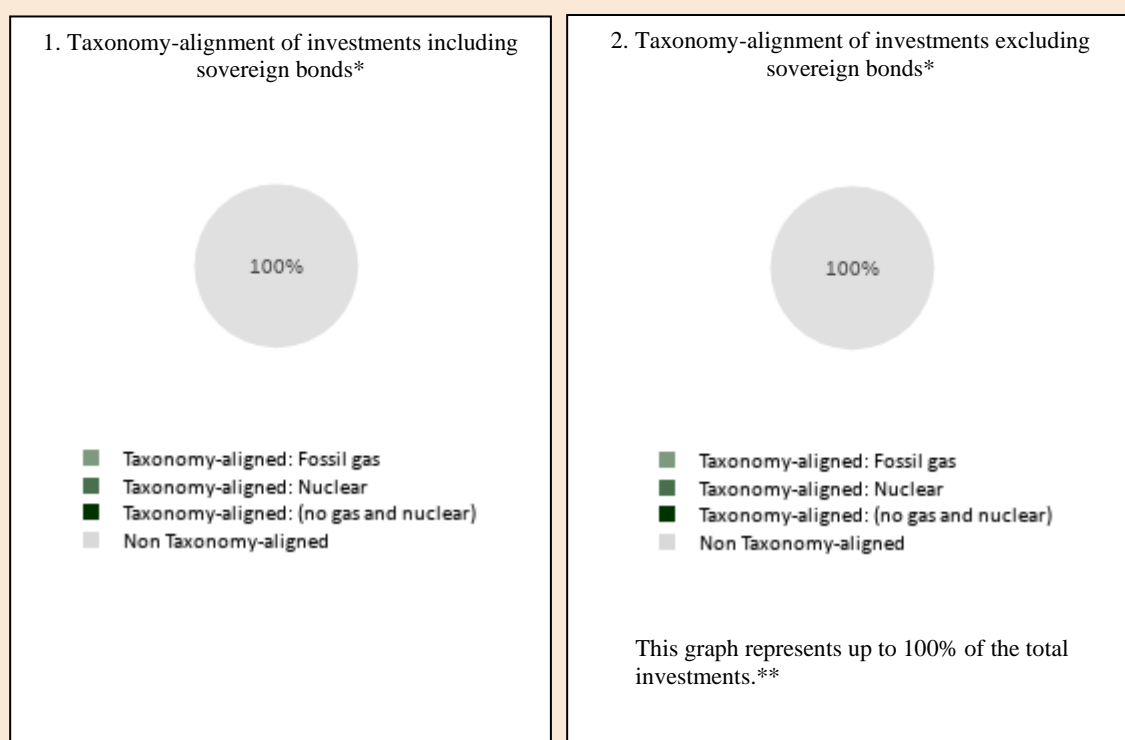 1. Taxonomy-alignment of investments including
sovereign bonds*
100%
Taxonomy-aligned: Fossil gas
Taxonomy-aligned: Nuclear
Taxonomy-aligned: (no gas and nuclear)
Non Taxonomy-aligned
2. Taxonomy-alignment of investments excluding
sovereign bonds*
100%
Taxonomy-aligned: Fossil gas
Taxonomy-aligned: Nuclear
Taxonomy-aligned: (no gas and nuclear)
Non Taxonomy-aligned
This graph represents up to 100% of the total
investments.**